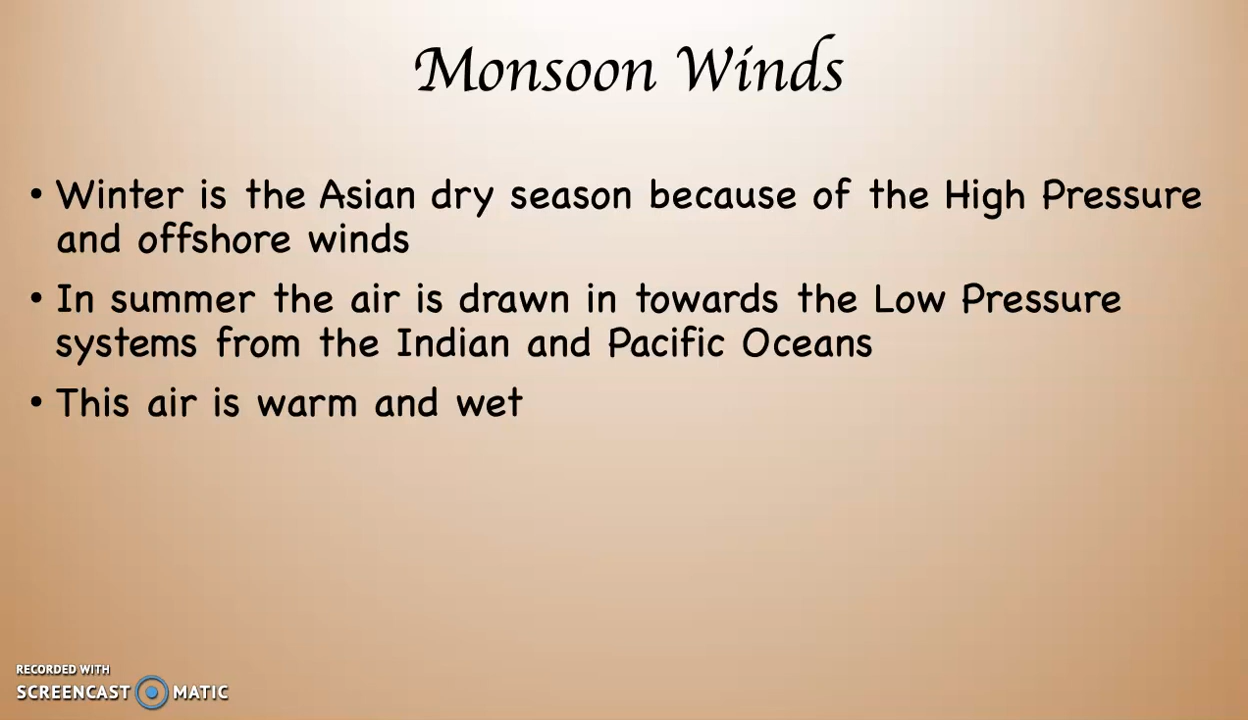 Monsoon Winds
• Winter is the Asian dry season because of the High Pressure
and offshore winds
• In summer the air is drawn in towards the Low Pressure
systems from the Indian and Pacific Oceans
• This air is warm and wet
RECORDED WITH
SCREENCAST MATIC